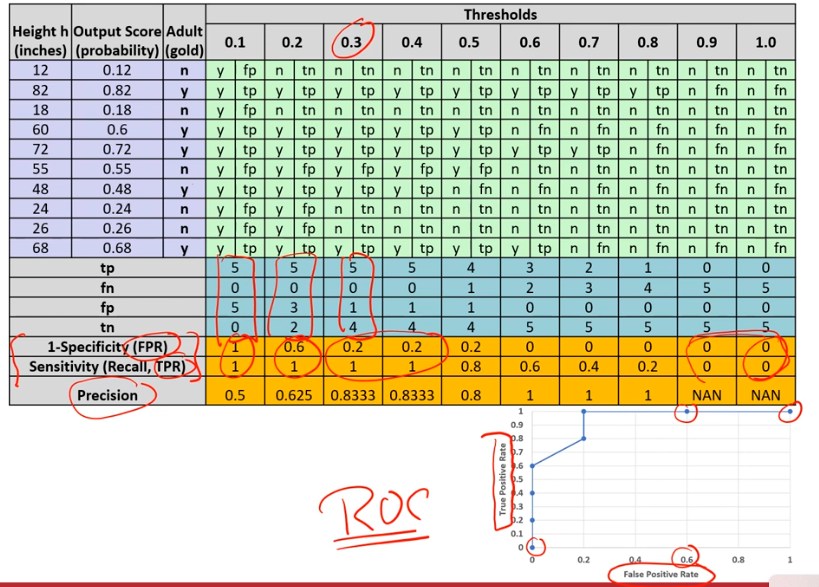 Thresholds
Height h (inches) Output Score (probability) Adult (gold) 0.1 0.2 0.3 0.4 0.5 0.6 0.7 0.8 0.9 1.0
12 0.12 n y fp n tn n tn n tn n tn n tn n tn n tn n tn n tn
82 0.82 y y tp y tp y tp y tp y tp y tp y tp y tp n fn n fn
18 0.18 n y fp n tn n tn n tn n tn n tn n tn n tn n tn n tn
60 0.6 y y tp y tp y tp y tp y tp n fn n fn n fn n fn n fn
72 0.72 y y tp y tp y tp y tp y tp y tp y tp n fn n fn n fn
55 0.55 n y fp y fp y fp y fp y fp n tn n tn n tn n tn n tn
48 0.48 y y tp y tp y tp y tp n fn n fn n fn n fn n fn n fn
24 0.24 n y fp y fp n tn n tn n tn n tn n tn n tn n tn n tn
26 0.26 n y fp y fp n tn n tn n tn n tn n tn n tn n tn n tn
68 0.68 y y tp y tp y tp y tp y tp y tp n fn n fn n fn n fn
tp 5 5 5 5 4 3 2 1 0 0
fn 0 0 0 0 1 2 3 4 5 5
fp 5 3 1 1 1 0 0 0 0 0
tn 0 2 4 4 4 5 5 5 5 5
1-Specificity (FPR) 1 0.6 0.2 0.2 0.2 0 0 0 0 0
Sensitivity (Recall, TPR) 1 1 1 1 0.8 0.6 0.4 0.2 0 0
Precision 0.5 0.625 0.8333 0.8333 0.8 1 1 1 NAN NAN
ROC
True Positive Rate
1
0.9
0.8
0.7
0.6
0.5
0.4
0.3
0.2
0.1
0
0 0.2 0.4 0.6 0.8 1
False Positive Rate